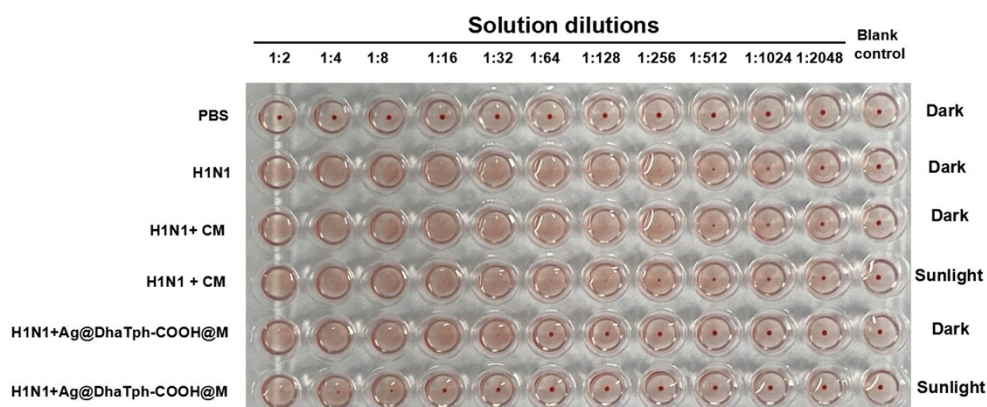 Solution dilutions
Blank
control
1:2 1:4 1:8 1:16 1:32 1:64 1:128 1:256 1:512 1:1024 1:2048
PBS Dark
H1N1 Dark
H1N1+ CM Dark
H1N1 + CM Sunlight
H1N1+Ag@DhaTph-COOH@M Dark
H1N1+Ag@DhaTph-COOH@M Sunlight